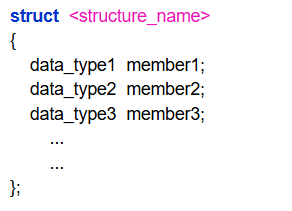 struct <structure_name>
{
data_type1 member1;
data_type2 member2;
data_type3 member3;
...
...
};